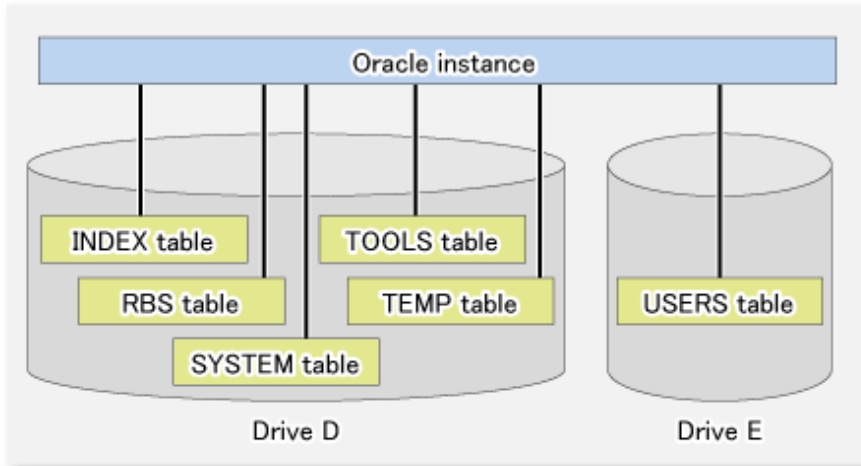 Oracle instance
INDEX table
TOOLS table
RBS table
TEMP table
USERS table
SYSTEM table
Drive D
Drive E